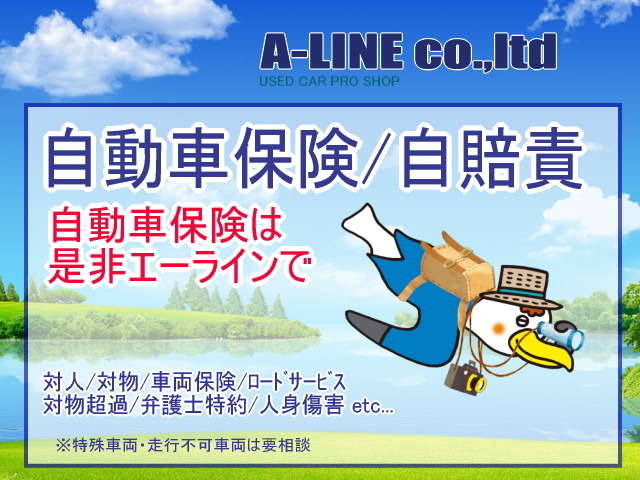 A-LINE co.,ltd
USED CAR PRO SHOP
自動車保険/自賠責
自動車保険は
是非エーラインで
対人/対物/車両保険/ﾛｰﾄﾞｻｰﾋﾞｽ
対物超過/弁護士特約/人身傷害 etc...
※特殊車両・走行不可車両は要相談